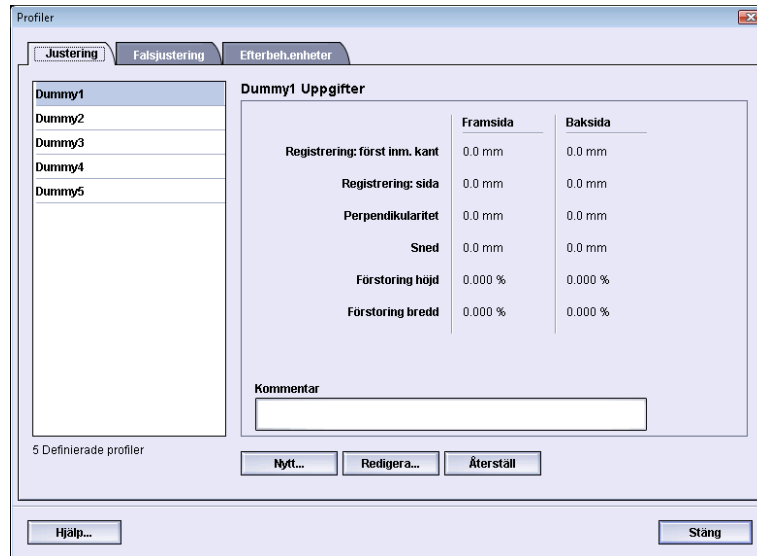 Profiler
Justering Falsjustering Efterbeh.enheter
Dummy1
Dummy2
Dummy3
Dummy4
Dummy5
5 Definierade profiler
Dummy1 Uppgifter
Framsida Baksida
Registrering: först inm. kant 0.0 mm 0.0 mm
Registrering: sida 0.0 mm 0.0 mm
Perpendikularitet 0.0 mm 0.0 mm
Sned 0.0 mm 0.0 mm
Förstoring höjd 0.000 % 0.000 %
Förstoring bredd 0.000 % 0.000 %
Kommentar
Nytt... Redigera... Återställ
Hjälp... Stäng